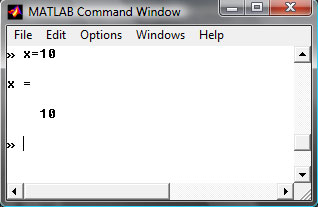 MATLAB Command Window
File Edit Options Windows Help
» x=10
x =
10
»